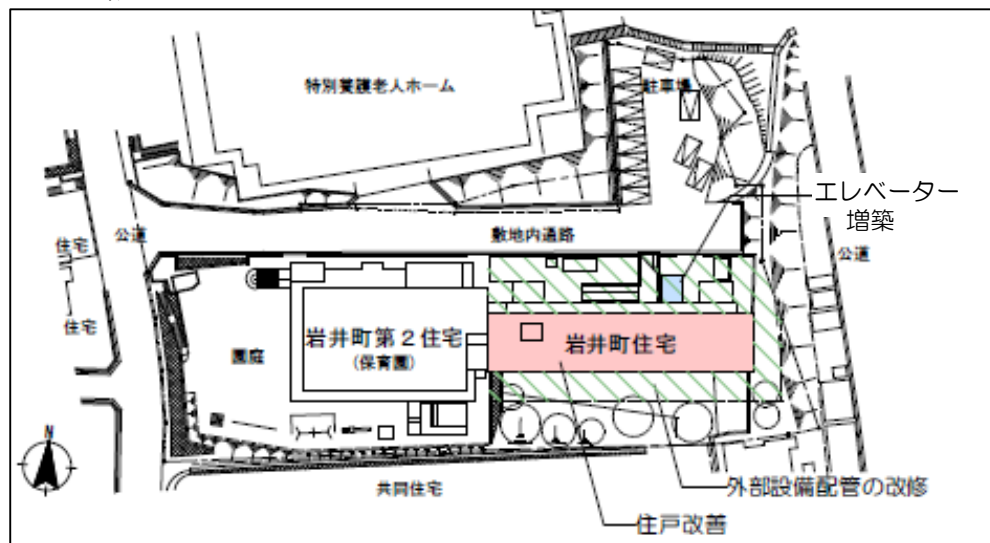 特別養護老人ホーム
駐車場
エレベーター
増築
住宅
公道
敷地内通路
公道
住宅
岩井町第2住宅
(保育園)
園庭
岩井町住宅
N
外部設備配管の改修
共同住宅
住戸改善